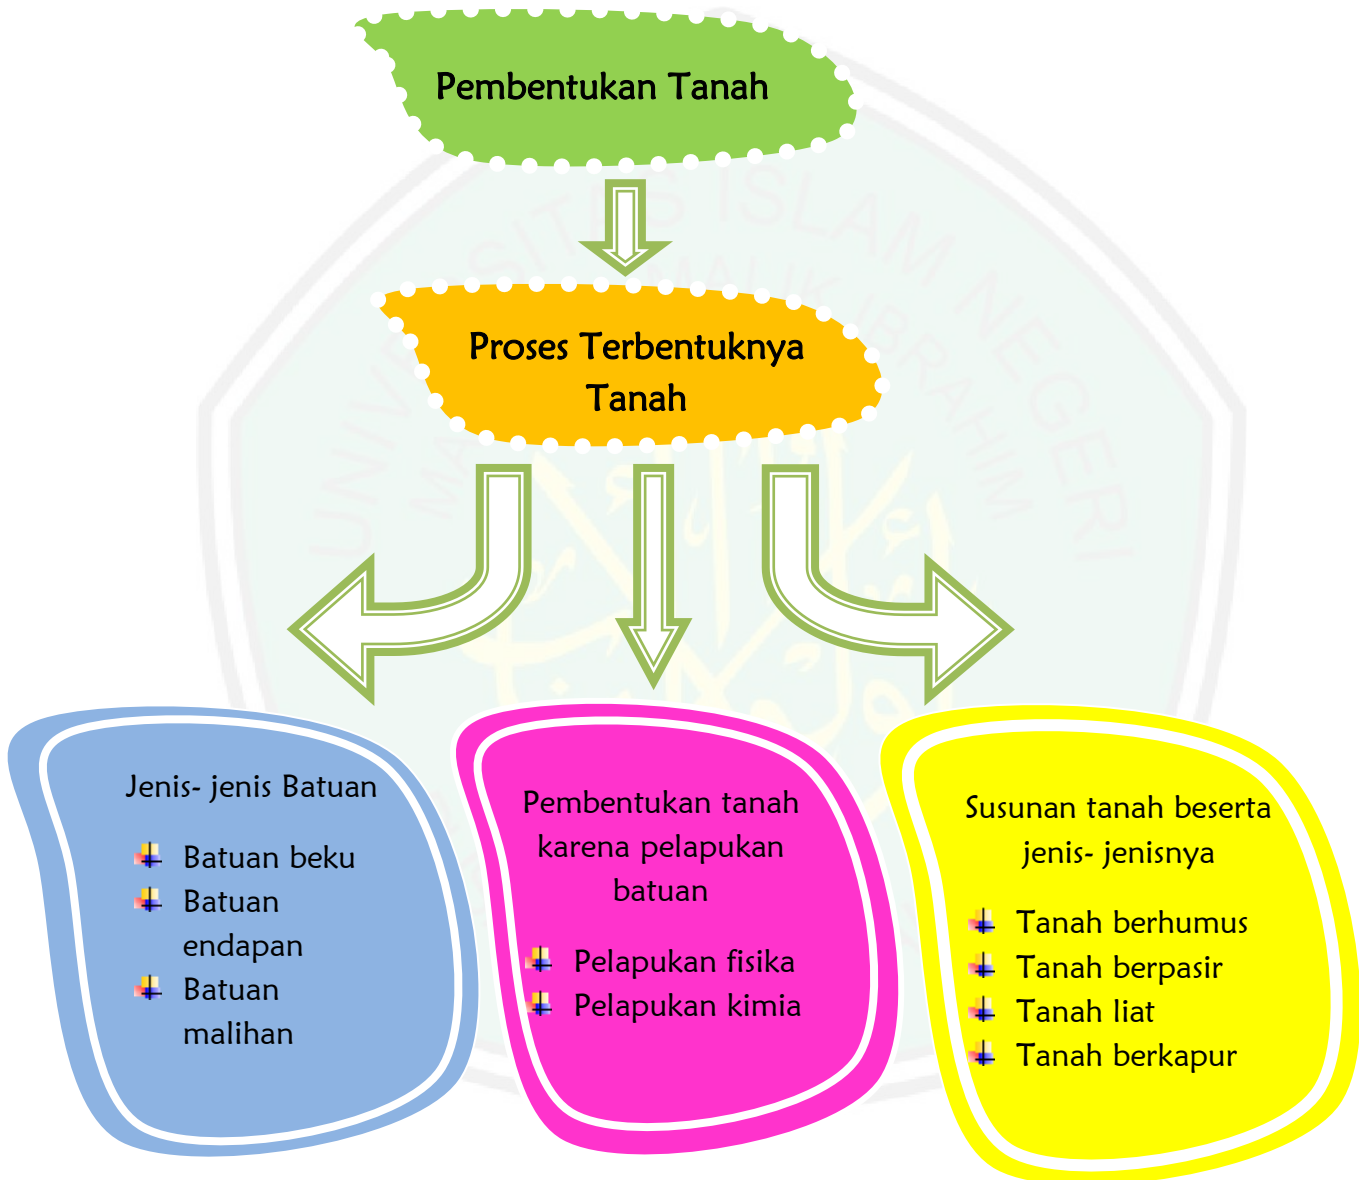 Pembentukan Tanah
Proses Terbentuknya
Tanah
Jenis- jenis Batuan
Batuan beku
Batuan
endapan
Batuan
malihan
Pembentukan tanah
karena pelapukan
batuan
Pelapukan fisika
Pelapukan kimia
Susunan tanah beserta
jenis- jenisnya
Tanah berhumus
Tanah berpasir
Tanah liat
Tanah berkapur